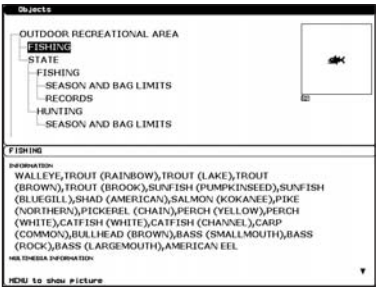 Objects
OUTDOOR RECREATIONAL AREA
FISHING
STATE
FISHING
SEASON AND BAG LIMITS
RECORDS
HUNTING
SEASON AND BAG LIMITS
FISHING
INFORMATION
WALLEYE,TROUT (RAINBOW),TROUT (LAKE),TROUT
(BROWN),TROUT (BROOK),SUNFISH (PUMPKINSEED),SUNFISH
(BLUEGILL),SHAD (AMERICAN),SALMON (KOKANEE),PIKE
(NORTHERN),PICKEREL (CHAIN),PERCH (YELLOW),PERCH
(WHITE),CATFISH (WHITE),CATFISH (CHANNEL),CARP
(COMMON),BULLHEAD (BROWN),BASS (SMALLMOUTH),BASS
(ROCK),BASS (LARGEMOUTH),AMERICAN EEL
MULTIMEDIA INFORMATION
MENU to show picture